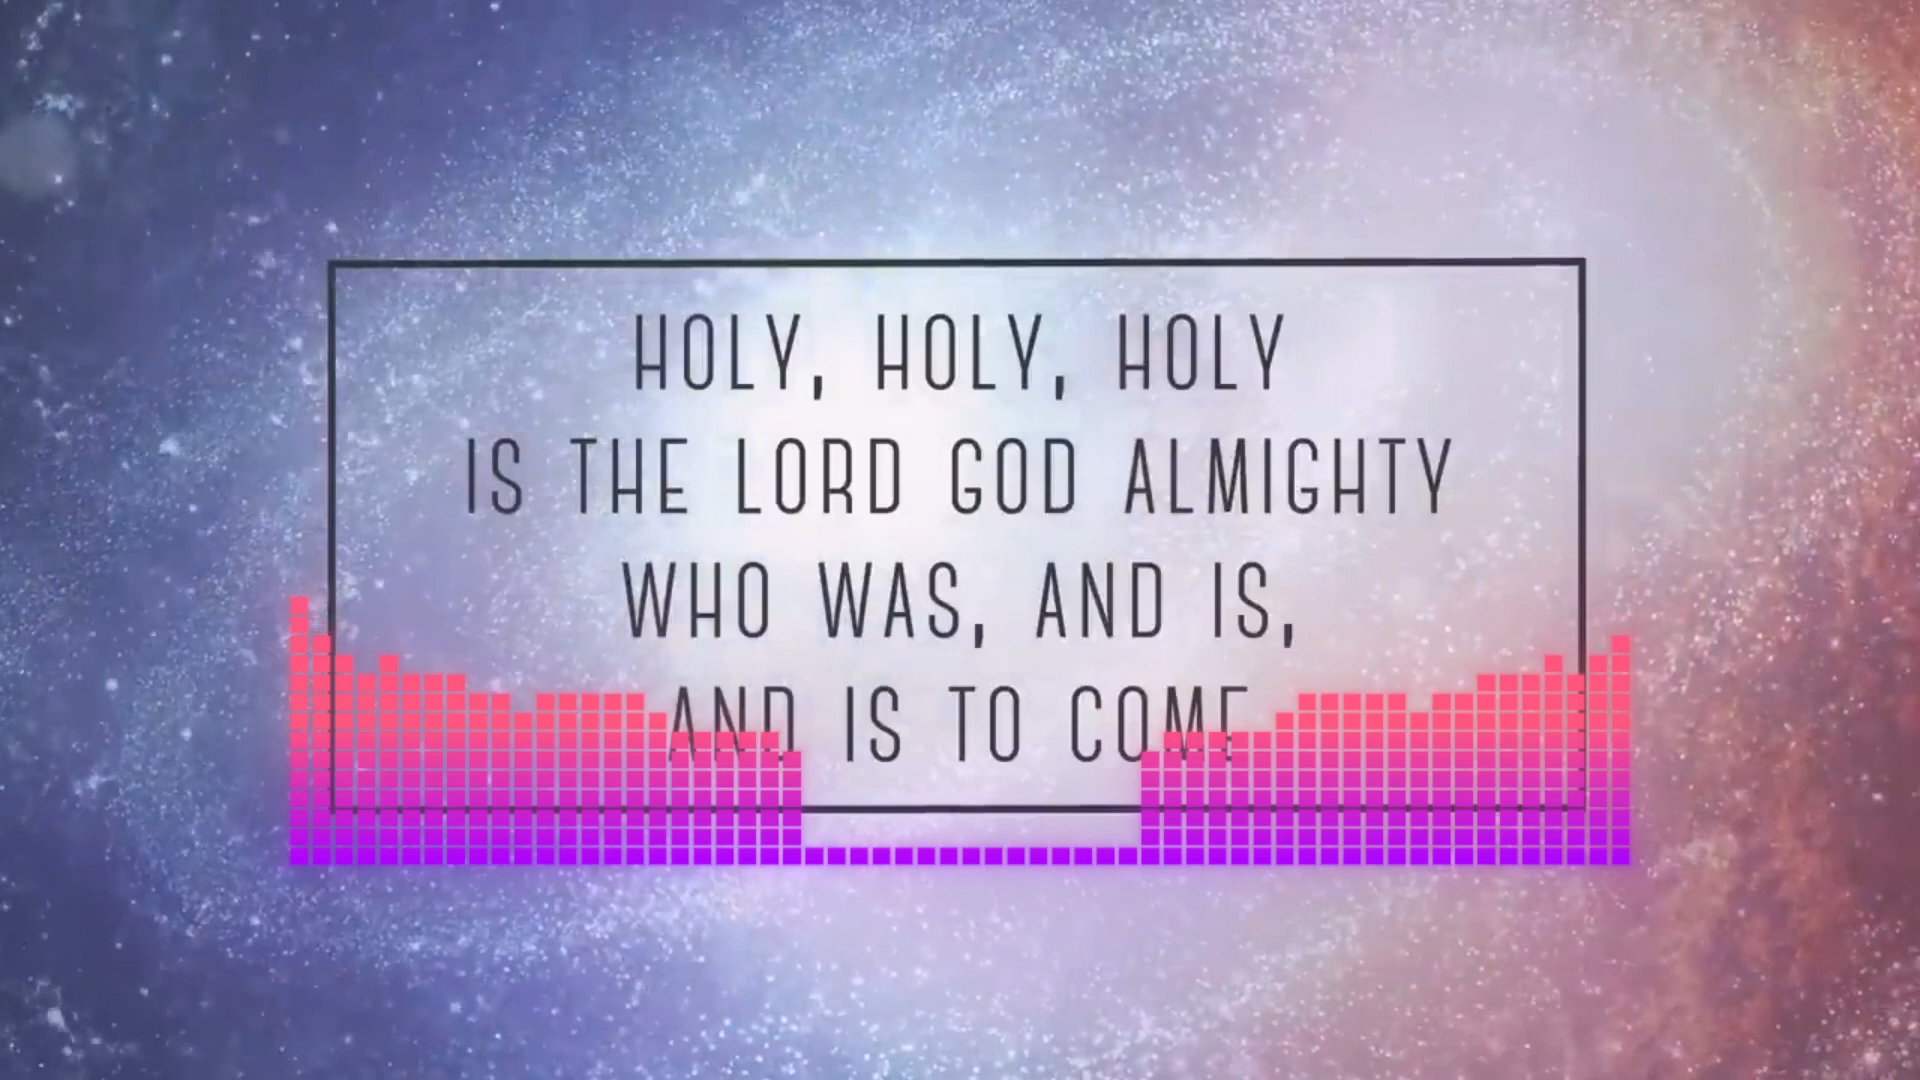 HOLY, HOLY, HOLY
IS THE LORD GOD ALMIGHTY
WHO WAS, AND IS,
AND IS TO COME